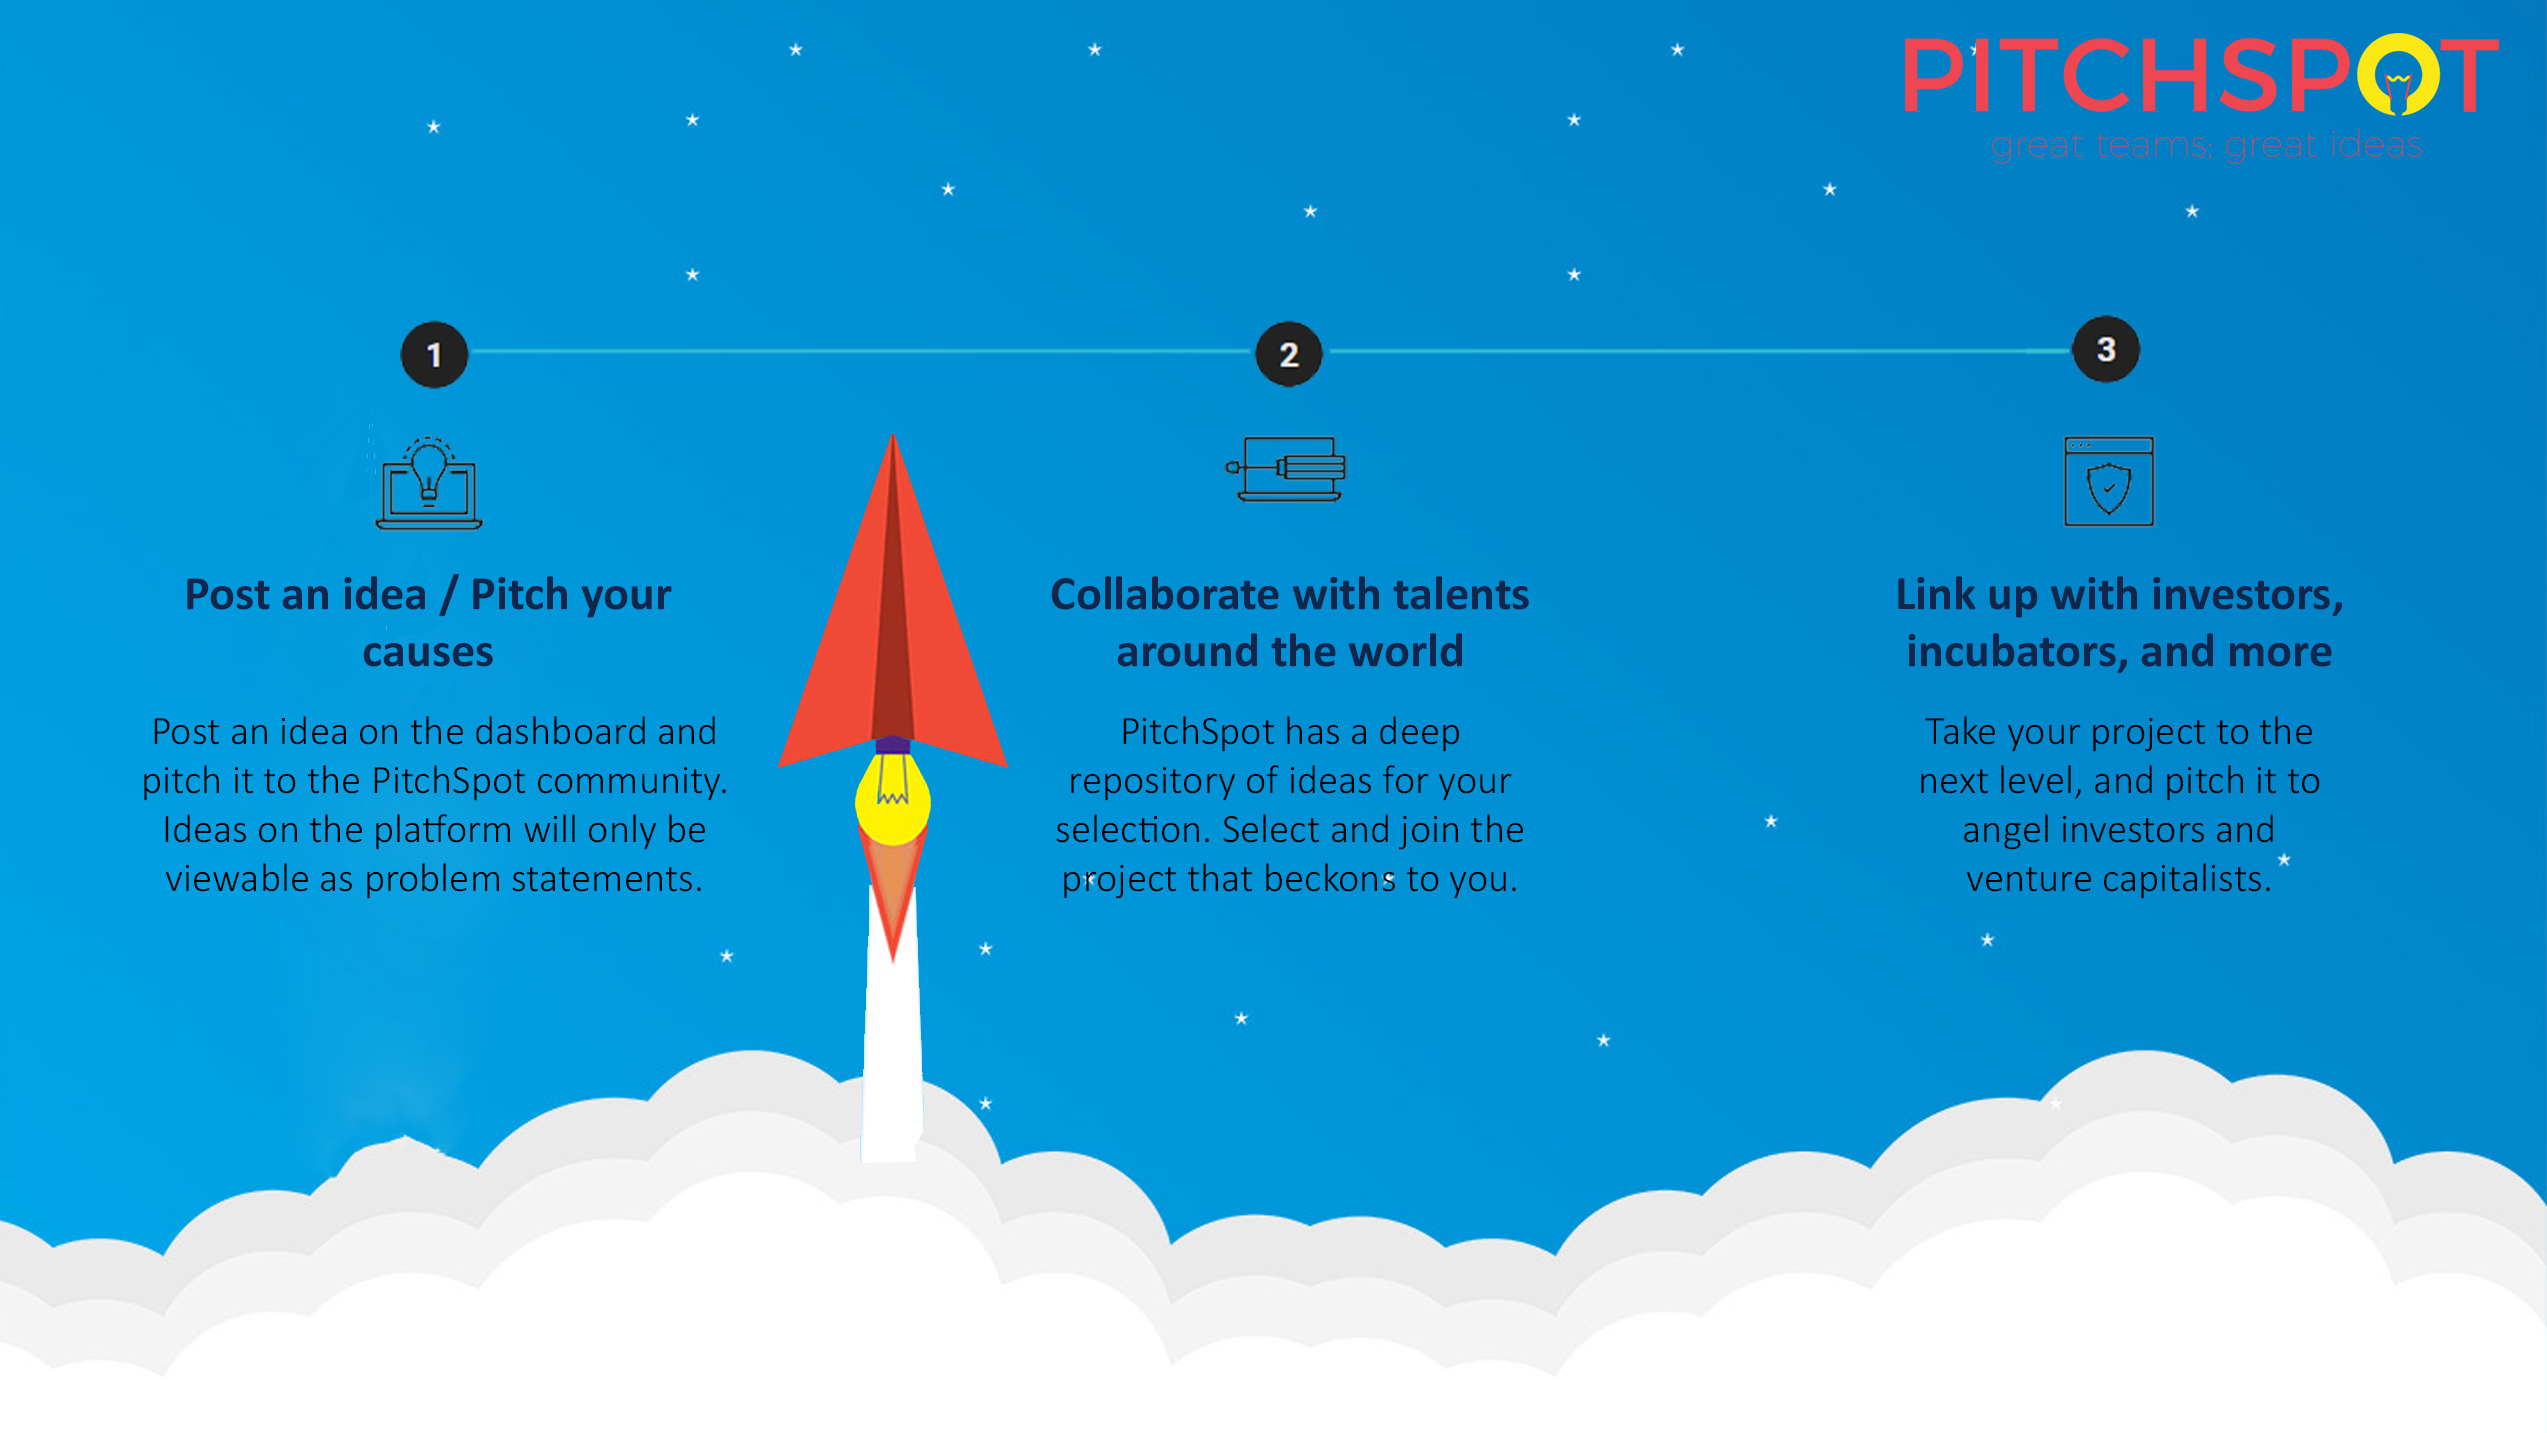 PITCHSPOT
great teams; great ideas
1
2
3
Post an idea / Pitch your
causes
Post an idea on the dashboard and
pitch it to the PitchSpot community.
Ideas on the platform will only be
viewable as problem statements.
Collaborate with talents
around the world
PitchSpot has a deep
repository of ideas for your
selection. Select and join the
project that beckons to you.
Link up with investors,
incubators, and more
Take your project to the
next level, and pitch it to
angel investors and
venture capitalists.